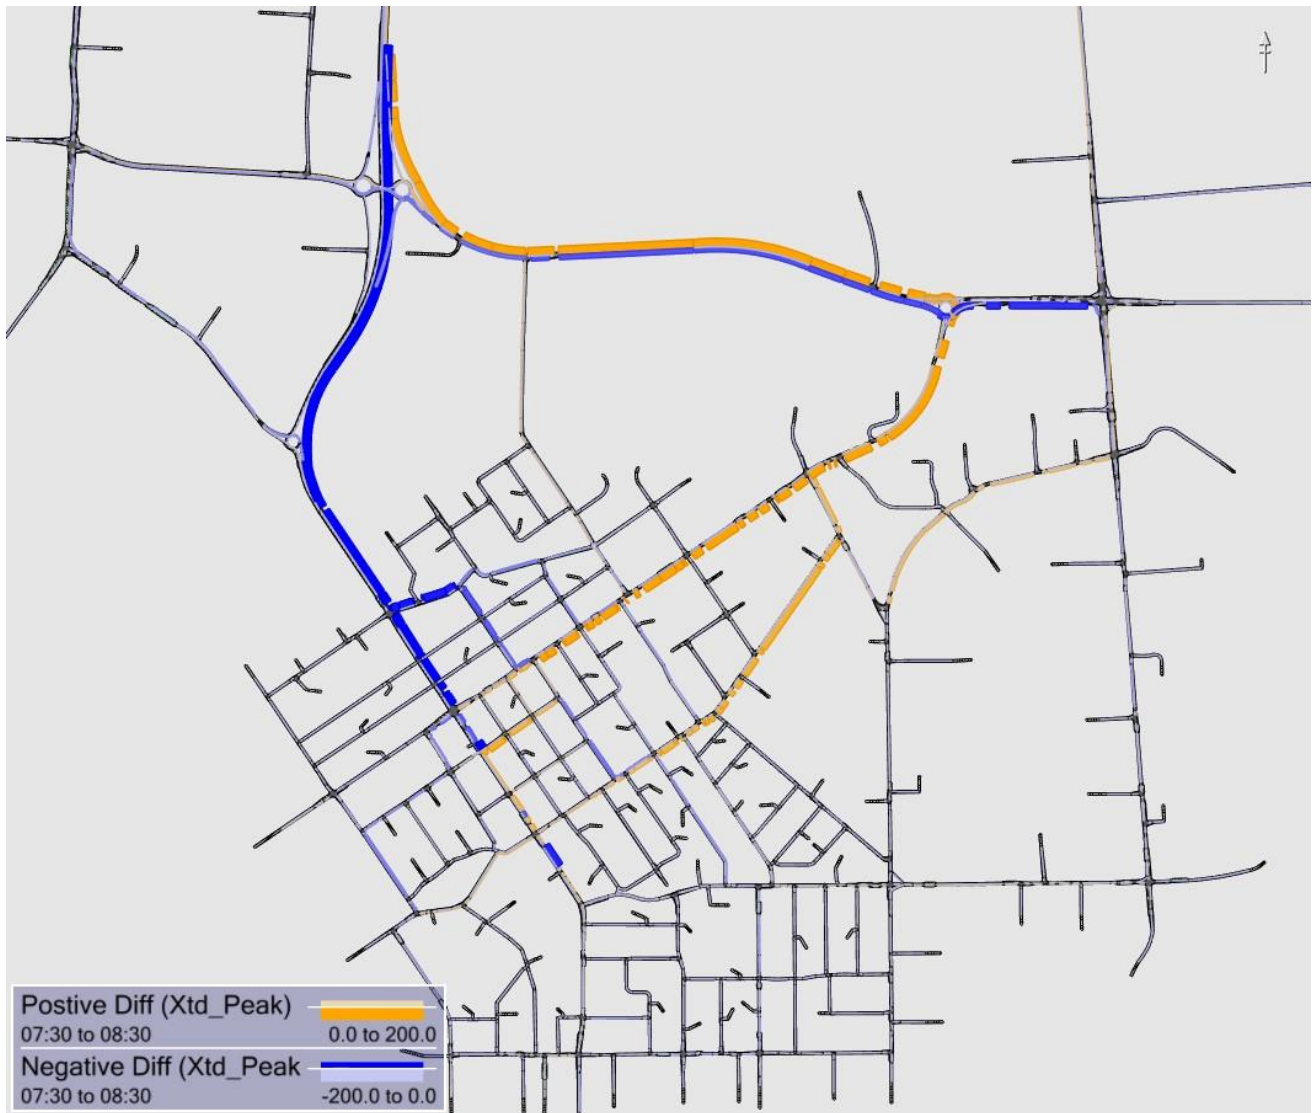 Postive Diff (Xtd_Peak)
07:30 to 08:30 0.0 to 200.0
Negative Diff (Xtd_Peak
07:30 to 08:30 -200.0 to 0.0